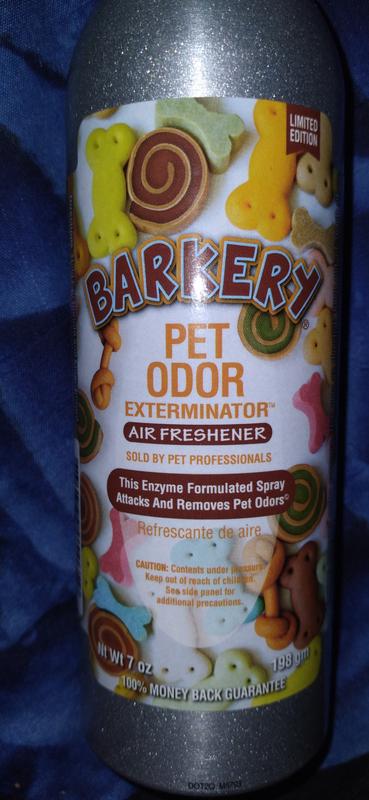 LIMITED
EDITION
BARKERY®
PET
ODOR
EXTERMINATOR™
AIR FRESHENER
SOLD BY PET PROFESSIONALS
This Enzyme Formulated Spray
Attacks And Removes Pet Odors©
Refrescante de aire
CAUTION: Contents under pressure.
Keep out of reach of children.
See side panel for
additional precautions.
Nt Wt 7 oz 198 gm
100% MONEY BACK GUARANTEE